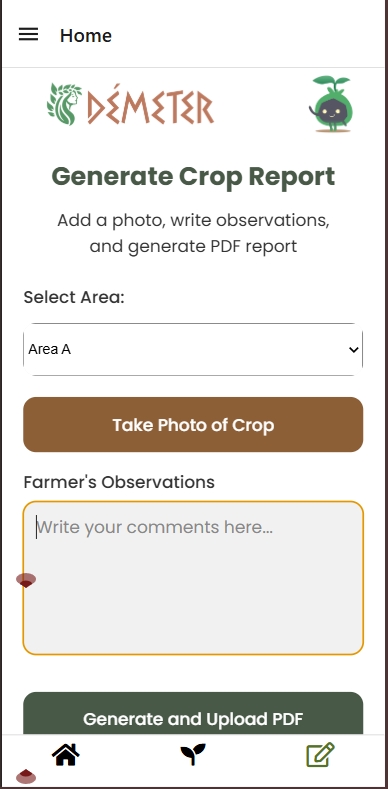 Home
DÉMETER
Generate Crop Report
Add a photo, write observations,
and generate PDF report
Select Area:
Area A
Take Photo of Crop
Farmer's Observations
Write your comments here...
Generate and Upload PDF